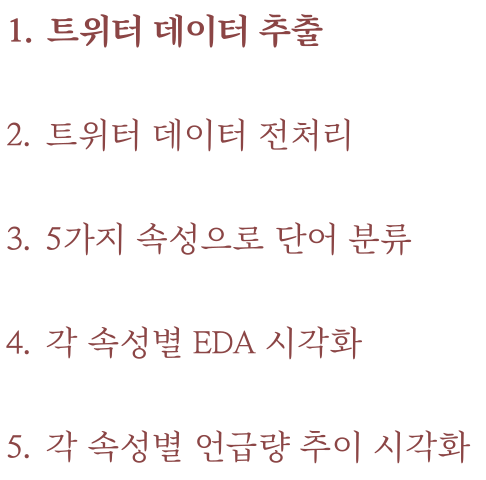 1. 트위터 데이터 추출
2. 트위터 데이터 전처리
3. 5가지 속성으로 단어 분류
4. 각 속성별 EDA 시각화
5. 각 속성별 언급량 추이 시각화